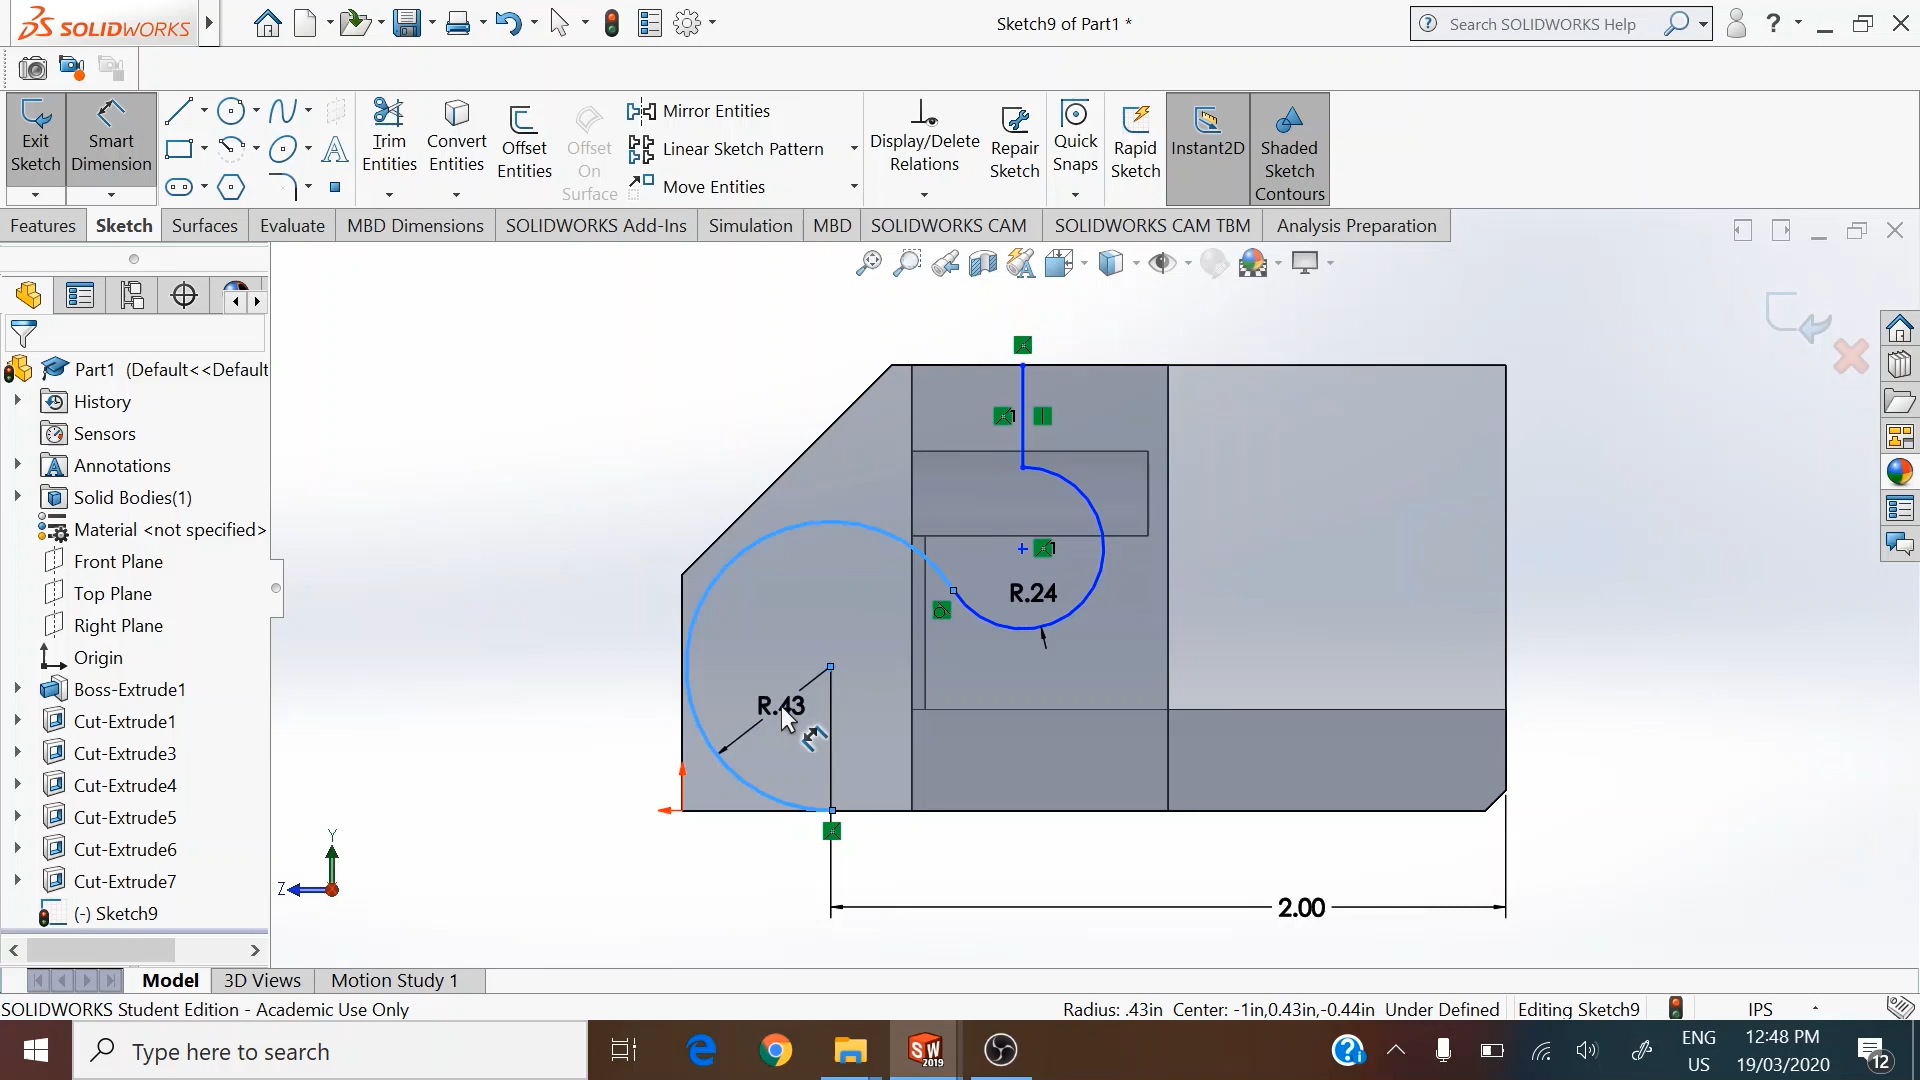 SOLIDWORKS
Sketch9 of Part1 *
Search SOLIDWORKS Help
Exit Sketch
Smart Dimension
Trim Entities
Convert Entities
Offset Entities
Offset On Surface
Mirror Entities
Linear Sketch Pattern
Move Entities
Display/Delete Relations
Repair Sketch
Quick Snaps
Rapid Sketch
Instant2D
Shaded Sketch Contours
Features
Sketch
Surfaces
Evaluate
MBD Dimensions
SOLIDWORKS Add-Ins
Simulation
MBD
SOLIDWORKS CAM
SOLIDWORKS CAM TBM
Analysis Preparation
Part1 (Default<<Default
History
Sensors
Annotations
Solid Bodies(1)
Material <not specified>
Front Plane
Top Plane
Right Plane
Origin
Boss-Extrude1
Cut-Extrude1
Cut-Extrude3
Cut-Extrude4
Cut-Extrude5
Cut-Extrude6
Cut-Extrude7
(-) Sketch9
1
1
R.24
R.43
2.00
Y
Z
Model
3D Views
Motion Study 1
SOLIDWORKS Student Edition - Academic Use Only
Radius: .43in Center: -1in,0.43in,-0.44in Under Defined
Editing Sketch9
IPS
Type here to search
SW 2019
ENG
US
12:48 PM
19/03/2020
12